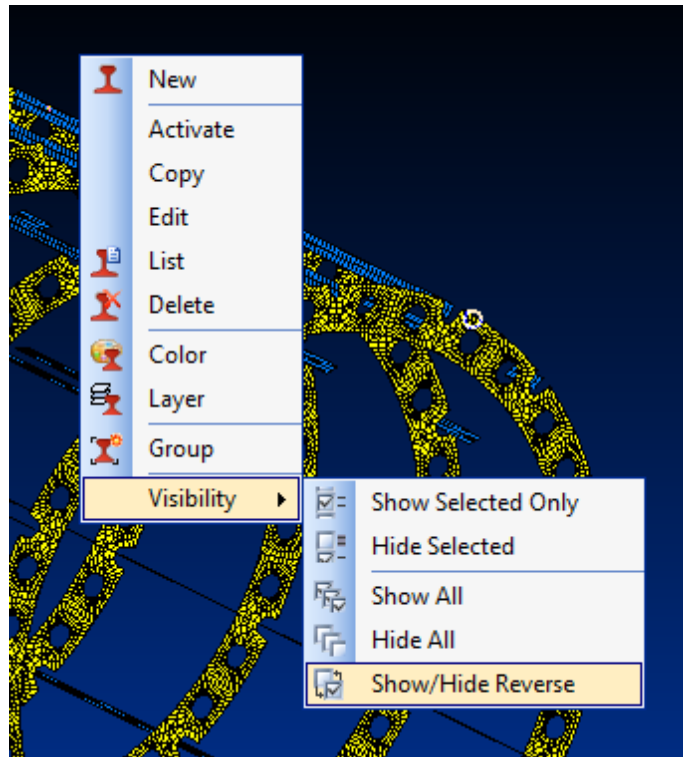 New
Activate
Copy
Edit
List
Delete
Color
Layer
Group
Visibility
Show Selected Only
Hide Selected
Show All
Hide All
Show/Hide Reverse